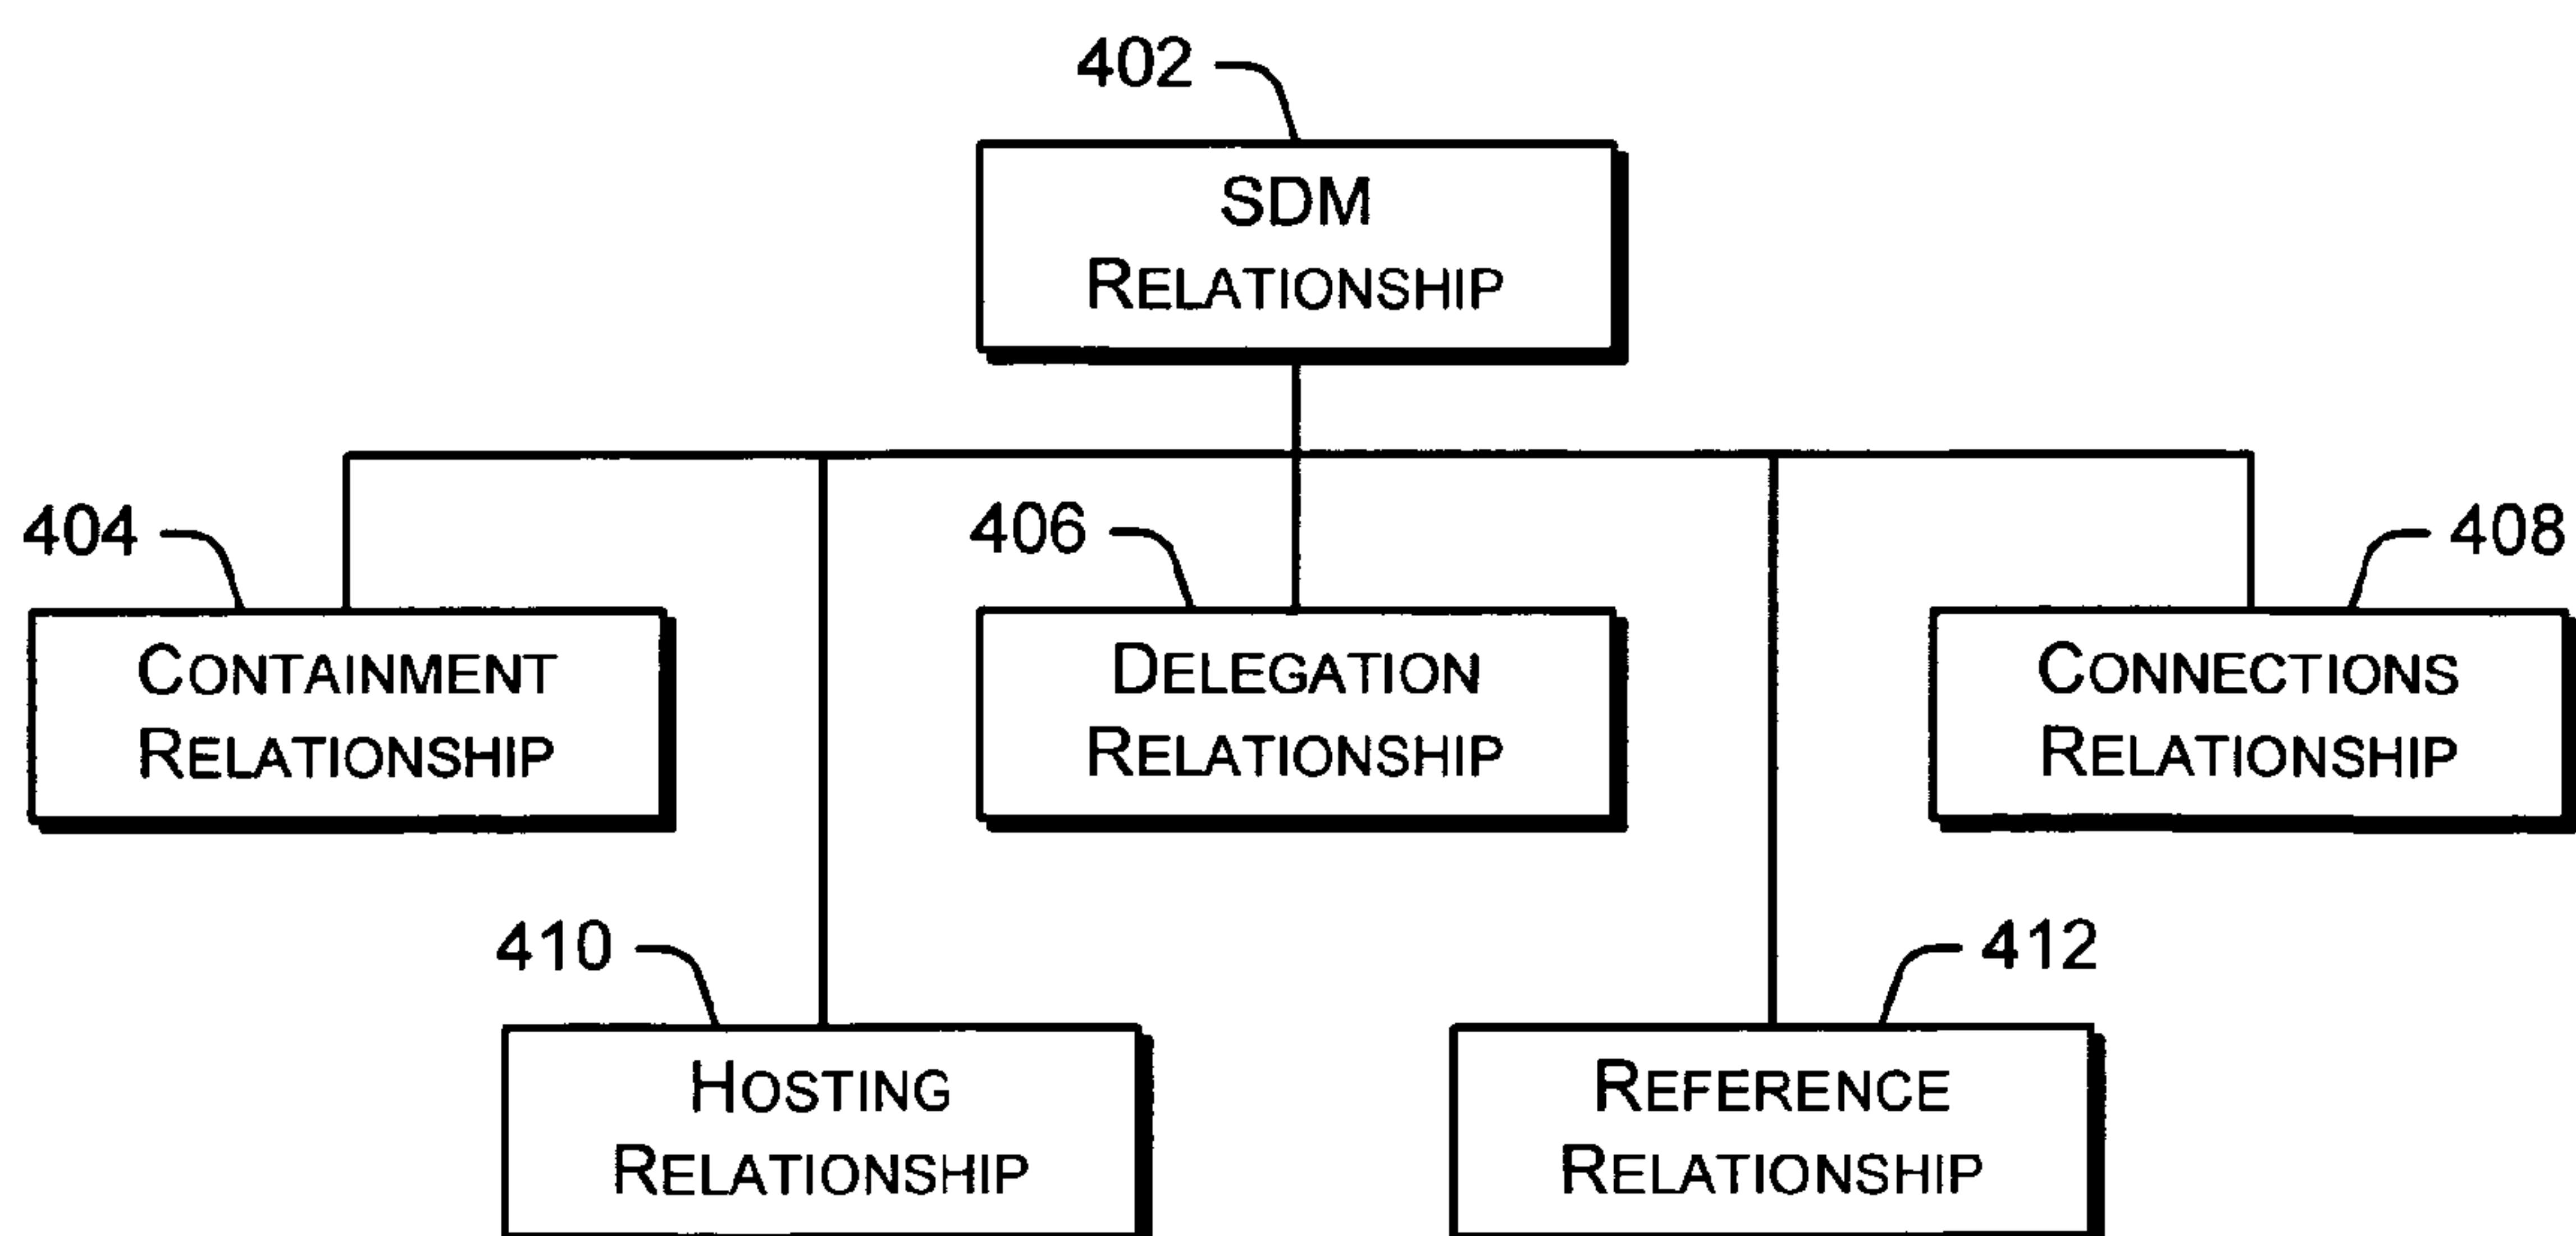 402
SDM
RELATIONSHIP
404
406
408
CONTAINMENT
RELATIONSHIP
DELEGATION
RELATIONSHIP
CONNECTIONS
RELATIONSHIP
410
412
HOSTING
RELATIONSHIP
REFERENCE
RELATIONSHIP